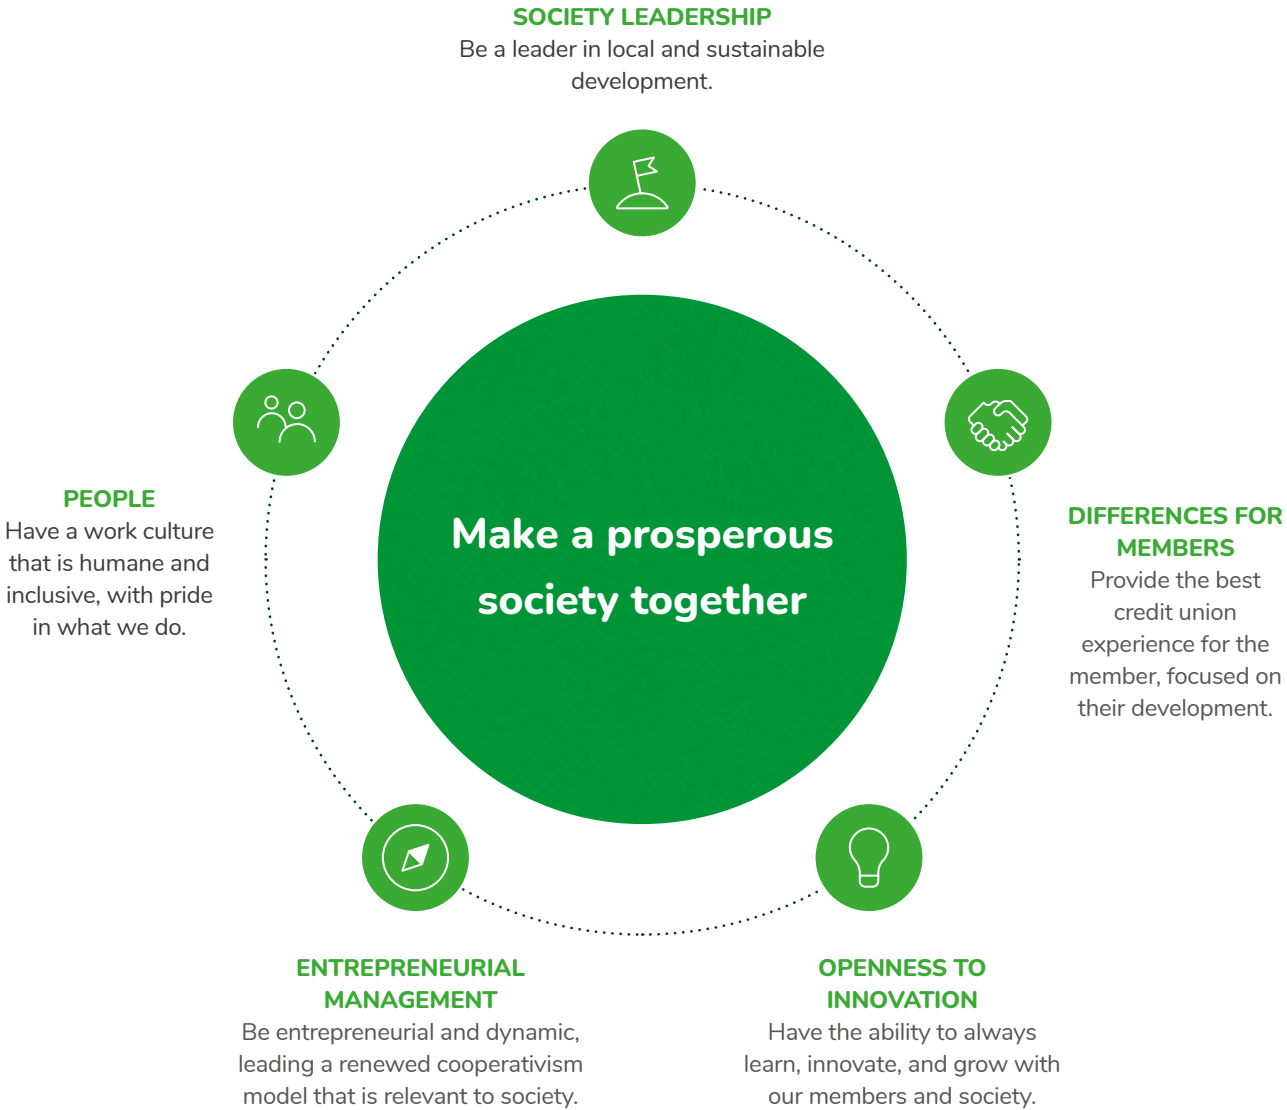 SOCIETY LEADERSHIP
Be a leader in local and sustainable
development.
Make a prosperous
society together
PEOPLE
Have a work culture
that is humane and
inclusive, with pride
in what we do.
DIFFERENCES FOR
MEMBERS
Provide the best
credit union
experience for the
member, focused on
their development.
ENTREPRENEURIAL
MANAGEMENT
Be entrepreneurial and dynamic,
leading a renewed cooperativism
model that is relevant to society.
OPENNESS TO
INNOVATION
Have the ability to always
learn, innovate, and grow with
our members and society.